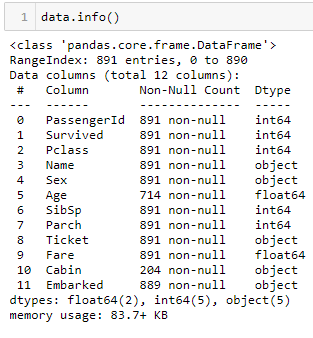 1 data.info()
<class 'pandas.core.frame.DataFrame'>
RangeIndex: 891 entries, 0 to 890
Data columns (total 12 columns):
 #   Column       Non-Null Count  Dtype
---  ------       --------------  -----
 0   PassengerId  891 non-null    int64
 1   Survived     891 non-null    int64
 2   Pclass       891 non-null    int64
 3   Name         891 non-null    object
 4   Sex          891 non-null    object
 5   Age          714 non-null    float64
 6   SibSp        891 non-null    int64
 7   Parch        891 non-null    int64
 8   Ticket       891 non-null    object
 9   Fare         891 non-null    float64
 10  Cabin        204 non-null    object
 11  Embarked     889 non-null    object
dtypes: float64(2), int64(5), object(5)
memory usage: 83.7+ KB